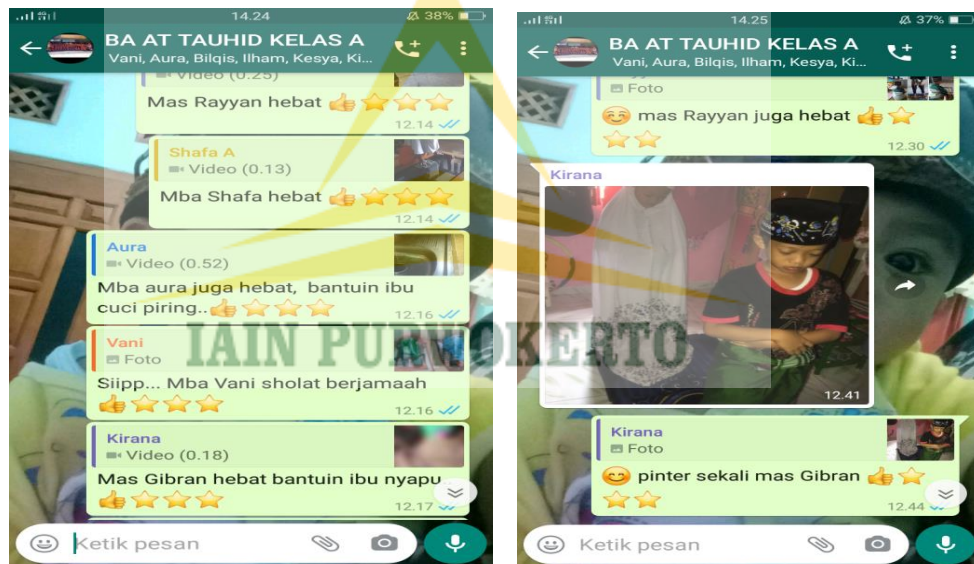 14.24
38%
BA AT TAUHID KELAS A
Vani, Aura, Bilqis, Ilham, Kesya, Ki...
Video (0.25)
Mas Rayyan hebat 👍⭐⭐⭐
12.14
Shafa A
Video (0.13)
Mba Shafa hebat 👍⭐⭐⭐
12.14
Aura
Video (0.52)
Mba aura juga hebat, bantuin ibu
cuci piring..👍⭐⭐⭐
12.16
Vani
Foto
Siipp... Mba Vani sholat berjamaah
👍⭐⭐⭐
12.16
Kirana
Video (0.18)
Mas Gibran hebat bantuin ibu nyapu..
👍⭐⭐⭐
12.17
Ketik pesan
14.25
37%
BA AT TAUHID KELAS A
Vani, Aura, Bilqis, Ilham, Kesya, Ki...
Foto
☺️ mas Rayyan juga hebat 👍⭐
⭐⭐
12.30
Kirana
12.41
Kirana
Foto
😊 pinter sekali mas Gibran 👍⭐
⭐⭐
12.44
Ketik pesan
IAIN PURWOKERTO